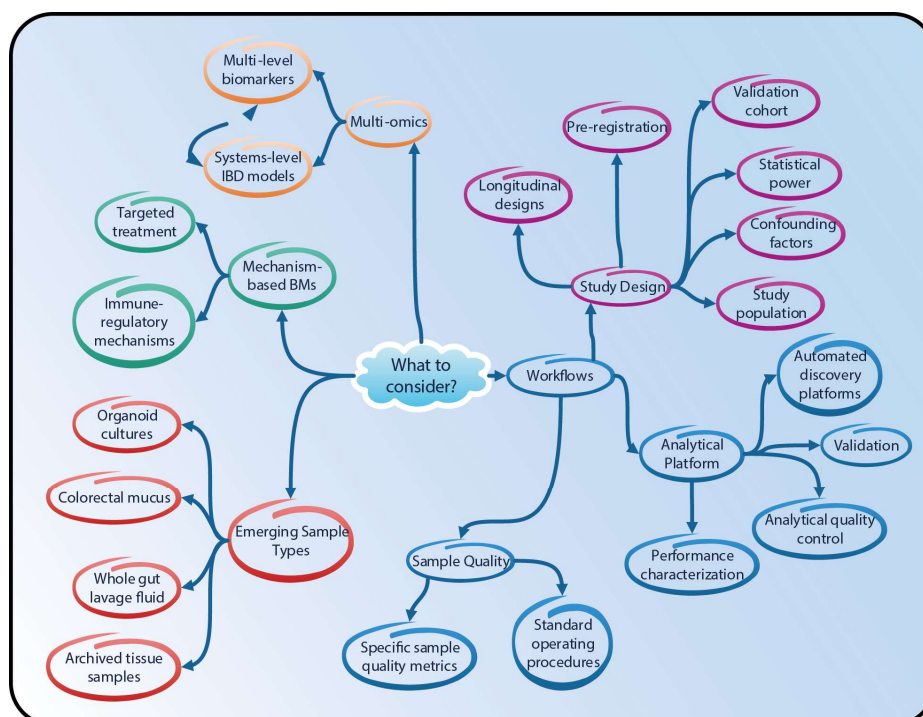 Multi-level
biomarkers
Multi-omics
Systems-level
IBD models
Targeted
treatment
Mechanism-
based BMs
Immune-
regulatory
mechanisms
What to
consider?
Organoid
cultures
Colorectal mucus
Emerging Sample
Types
Whole gut
lavage fluid
Archived tissue
samples
Workflows
Study Design
Longitudinal
designs
Pre-registration
Validation
cohort
Statistical
power
Confounding
factors
Study
population
Analytical
Platform
Automated
discovery
platforms
Validation
Analytical quality
control
Performance
characterization
Sample Quality
Specific sample
quality metrics
Standard
operating
procedures